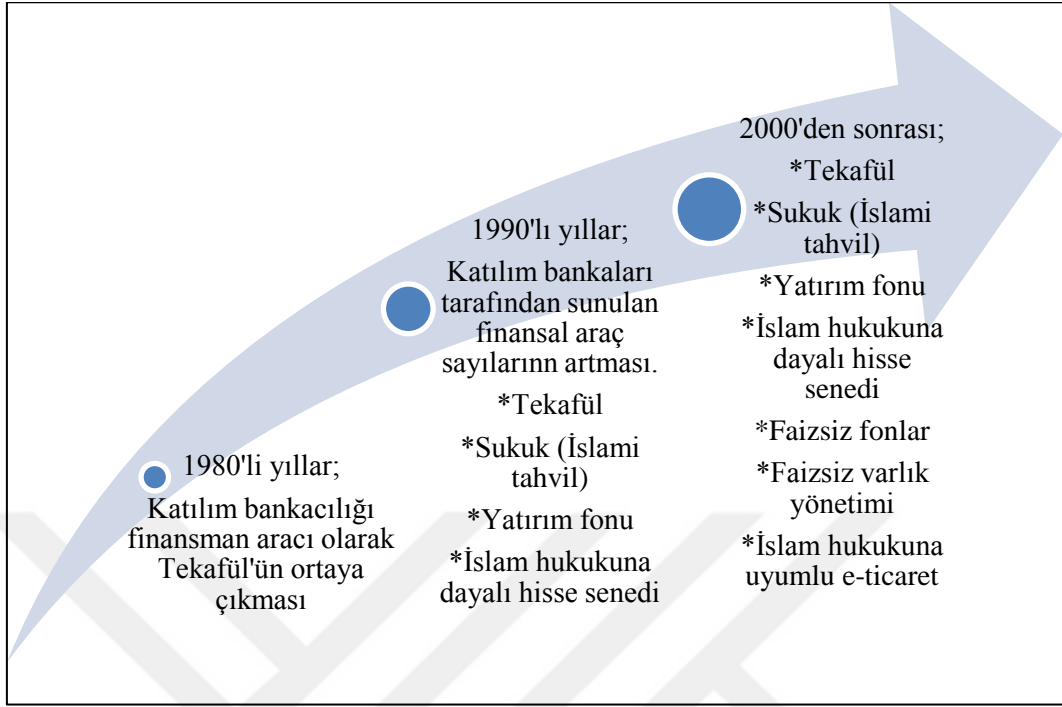 1980'li yıllar;
Katılım bankacılığı
finansman aracı olarak
Tekafül'ün ortaya
çıkması
1990'lı yıllar;
Katılım bankaları
tarafından sunulan
finansal araç
sayılarınn artması.
*Tekafül
*Sukuk (İslami
tahvil)
*Yatırım fonu
*İslam hukukuna
dayalı hisse senedi
2000'den sonrası;
*Tekafül
*Sukuk (İslami
tahvil)
*Yatırım fonu
*İslam hukukuna
dayalı hisse
senedi
*Faizsiz fonlar
*Faizsiz varlık
yönetimi
*İslam hukukuna
uyumlu e-ticaret